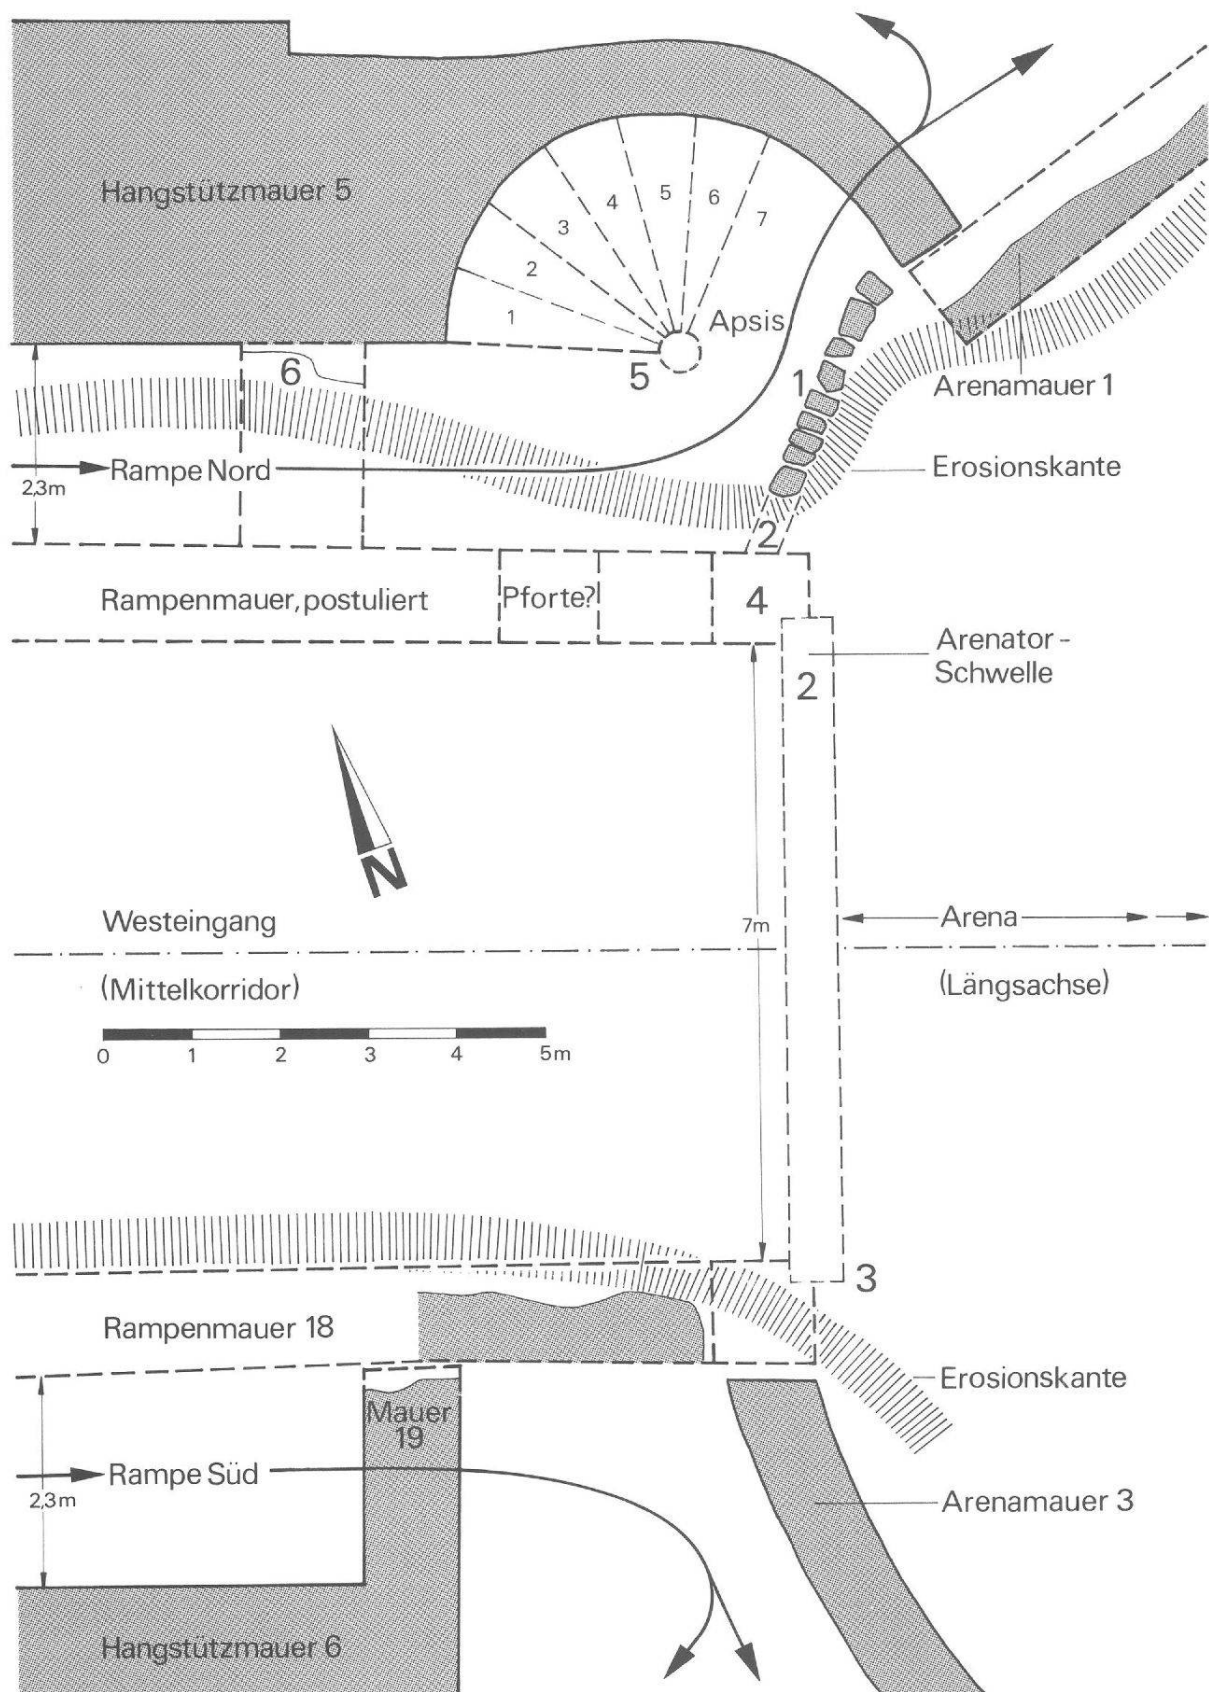 Hangstützmauer 5
1
2
3
4
5
6
7
Apsis
5
6
1
Arenamauer 1
Rampe Nord
2,3m
Erosionskante
2
Rampenmauer, postuliert
Pforte?
4
Arenator-
Schwelle
2
N
Westeingang
7m
Arena
(Mittelkorridor)
(Längsachse)
0 1 2 3 4 5m
3
Rampenmauer 18
Erosionskante
Mauer
19
Rampe Süd
2,3m
Arenamauer 3
Hangstützmauer 6